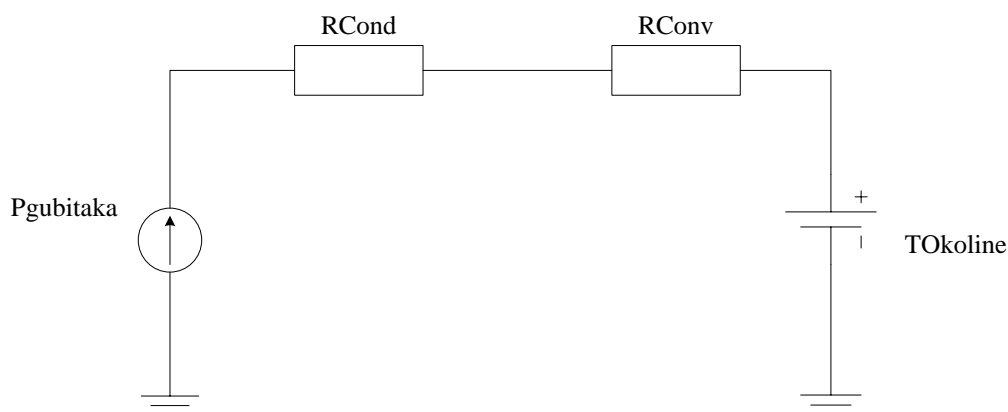 RCond
RConv
Pgubitaka
+
-
TOkoline